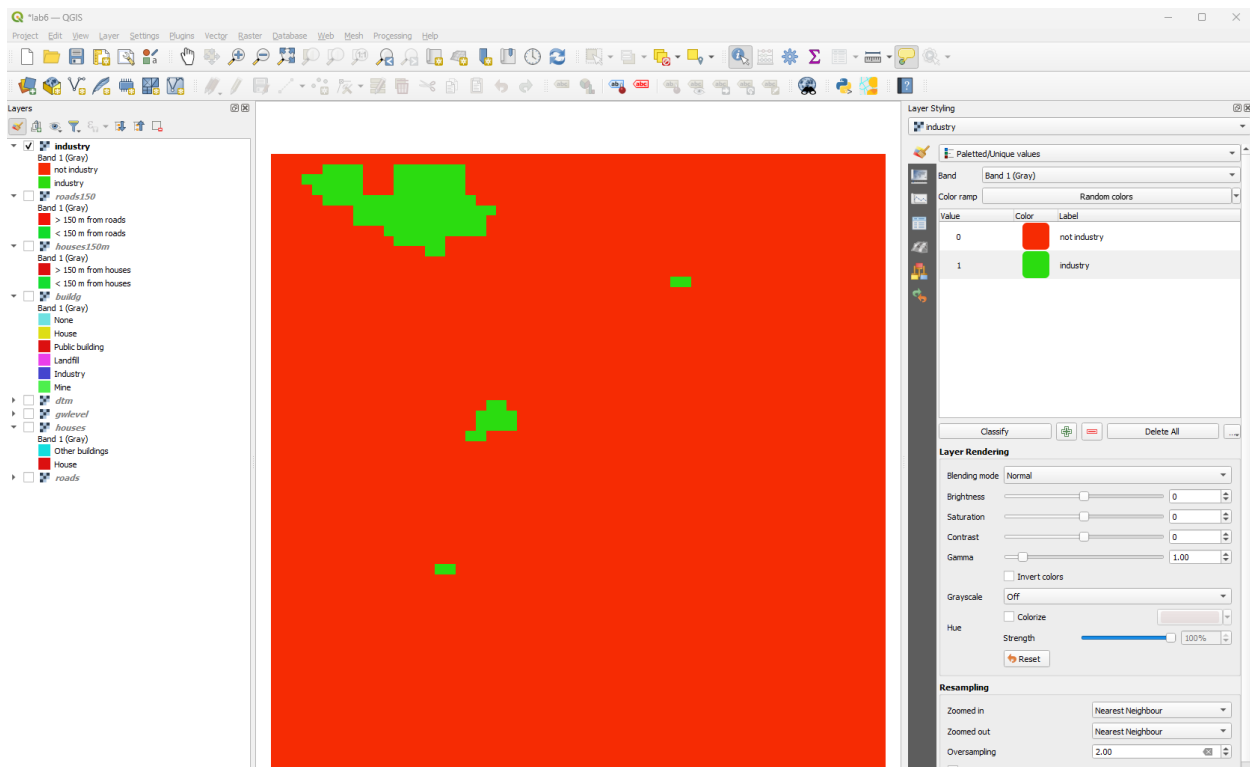 *lab6 — QGIS
Project Edit View Layer Settings Plugins Vector Raster Database Web Mesh Processing Help
Layers
industry
Band 1 (Gray)
not industry
industry
roads150
Band 1 (Gray)
> 150 m from roads
< 150 m from roads
houses150m
Band 1 (Gray)
> 150 m from houses
< 150 m from houses
buildg
Band 1 (Gray)
None
House
Public building
Landfill
Industry
Mine
dtm
gwlevel
houses
Band 1 (Gray)
Other buildings
House
roads
Layer Styling
industry
Paletted/Unique values
Band Band 1 (Gray)
Color ramp Random colors
Value Color Label
0 not industry
1 industry
Classify Delete All ...
Layer Rendering
Blending mode Normal
Brightness 0
Saturation 0
Contrast 0
Gamma 1.00
Invert colors
Grayscale Off
Colorize
Hue
Strength 100%
Reset
Resampling
Zoomed in Nearest Neighbour
Zoomed out Nearest Neighbour
Oversampling 2.00